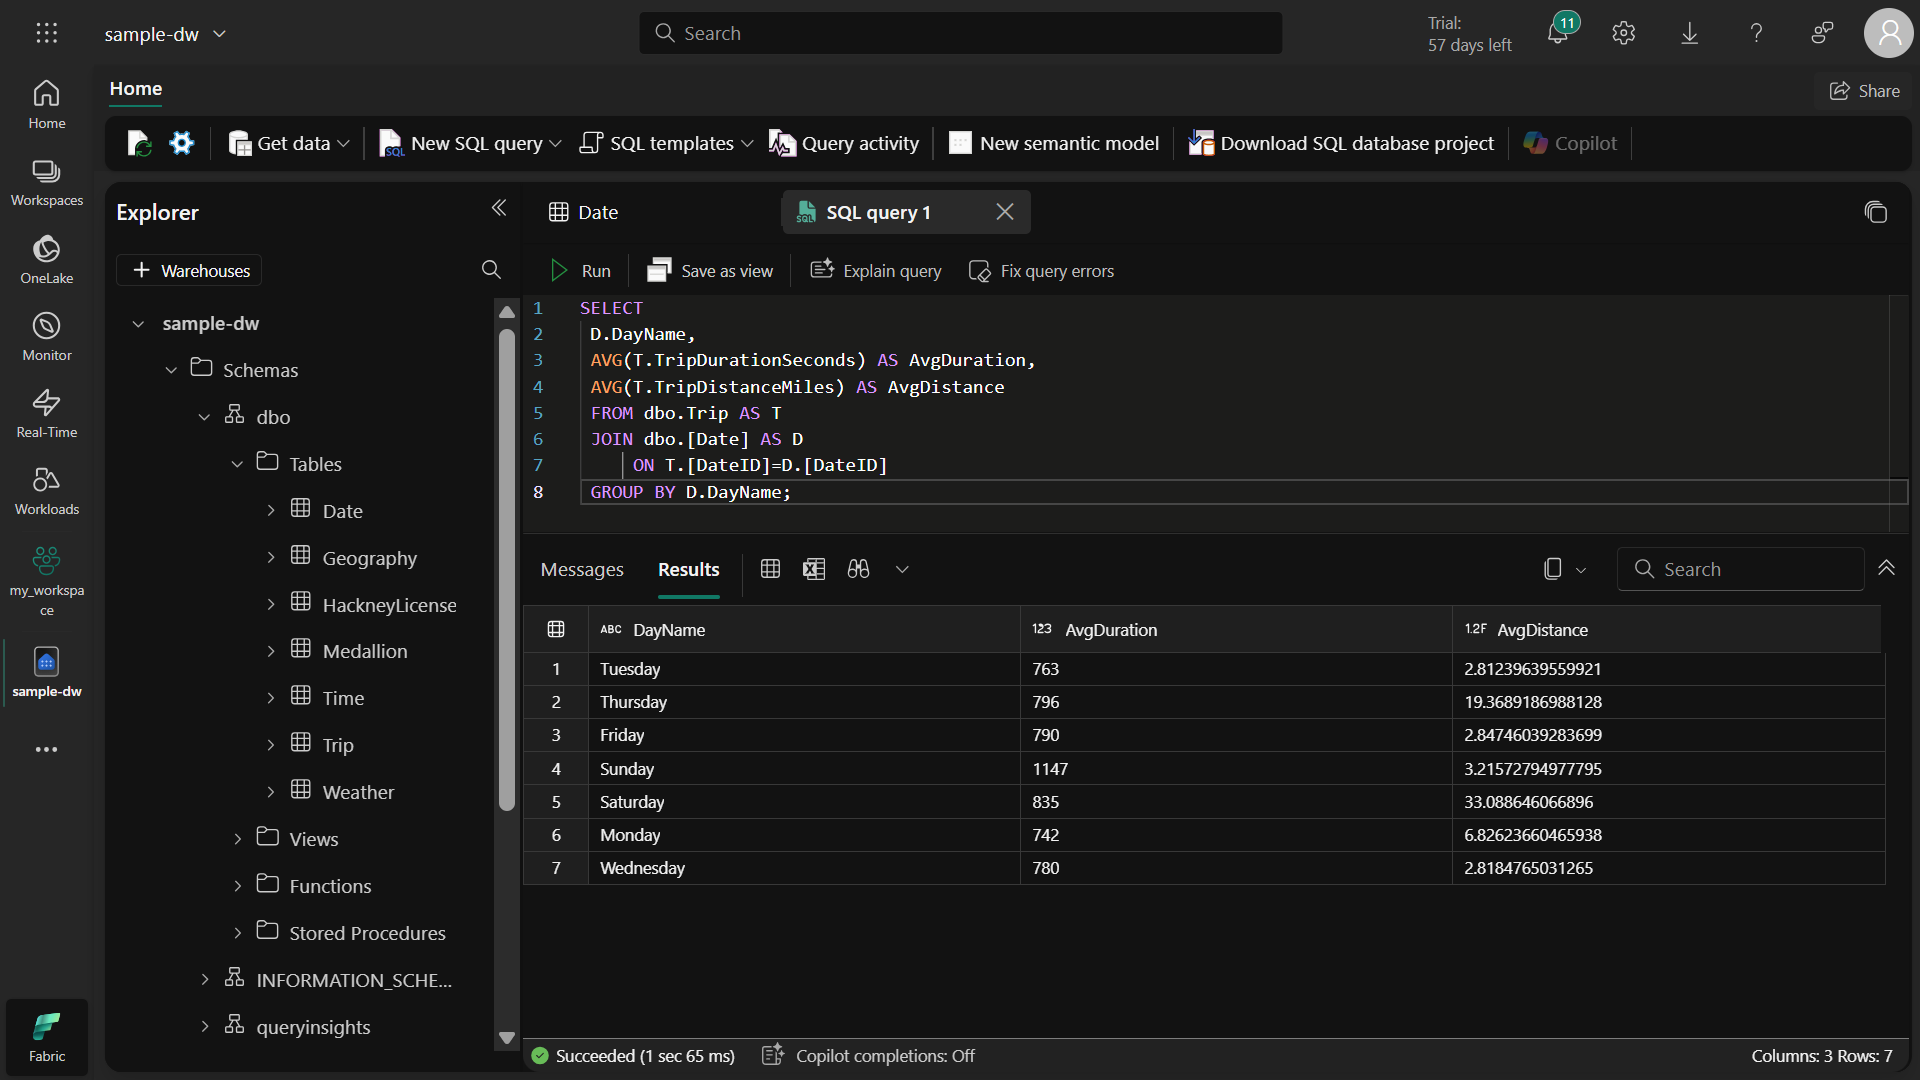 sample-dw
Search
Trial:
57 days left
11
Home
Share
Get data
New SQL query
SQL templates
Query activity
New semantic model
Download SQL database project
Copilot
Home
Workspaces
OneLake
Monitor
Real-Time
Workloads
my_workspa
ce
sample-dw
Fabric
Explorer
Warehouses
sample-dw
Schemas
dbo
Tables
Date
Geography
HackneyLicense
Medallion
Time
Trip
Weather
Views
Functions
Stored Procedures
INFORMATION_SCHE...
queryinsights
Date
SQL query 1
Run
Save as view
Explain query
Fix query errors
1 SELECT
2 D.DayName,
3 AVG(T.TripDurationSeconds) AS AvgDuration,
4 AVG(T.TripDistanceMiles) AS AvgDistance
5 FROM dbo.Trip AS T
6 JOIN dbo.[Date] AS D
7 ON T.[DateID]=D.[DateID]
8 GROUP BY D.DayName;
Messages
Results
Search
ABC DayName 123 AvgDuration 1.2F AvgDistance
1 Tuesday 763 2.81239639559921
2 Thursday 796 19.3689186988128
3 Friday 790 2.84746039283699
4 Sunday 1147 3.21572794977795
5 Saturday 835 33.088646066896
6 Monday 742 6.82623660465938
7 Wednesday 780 2.8184765031265
Succeeded (1 sec 65 ms)
Copilot completions: Off
Columns: 3 Rows: 7